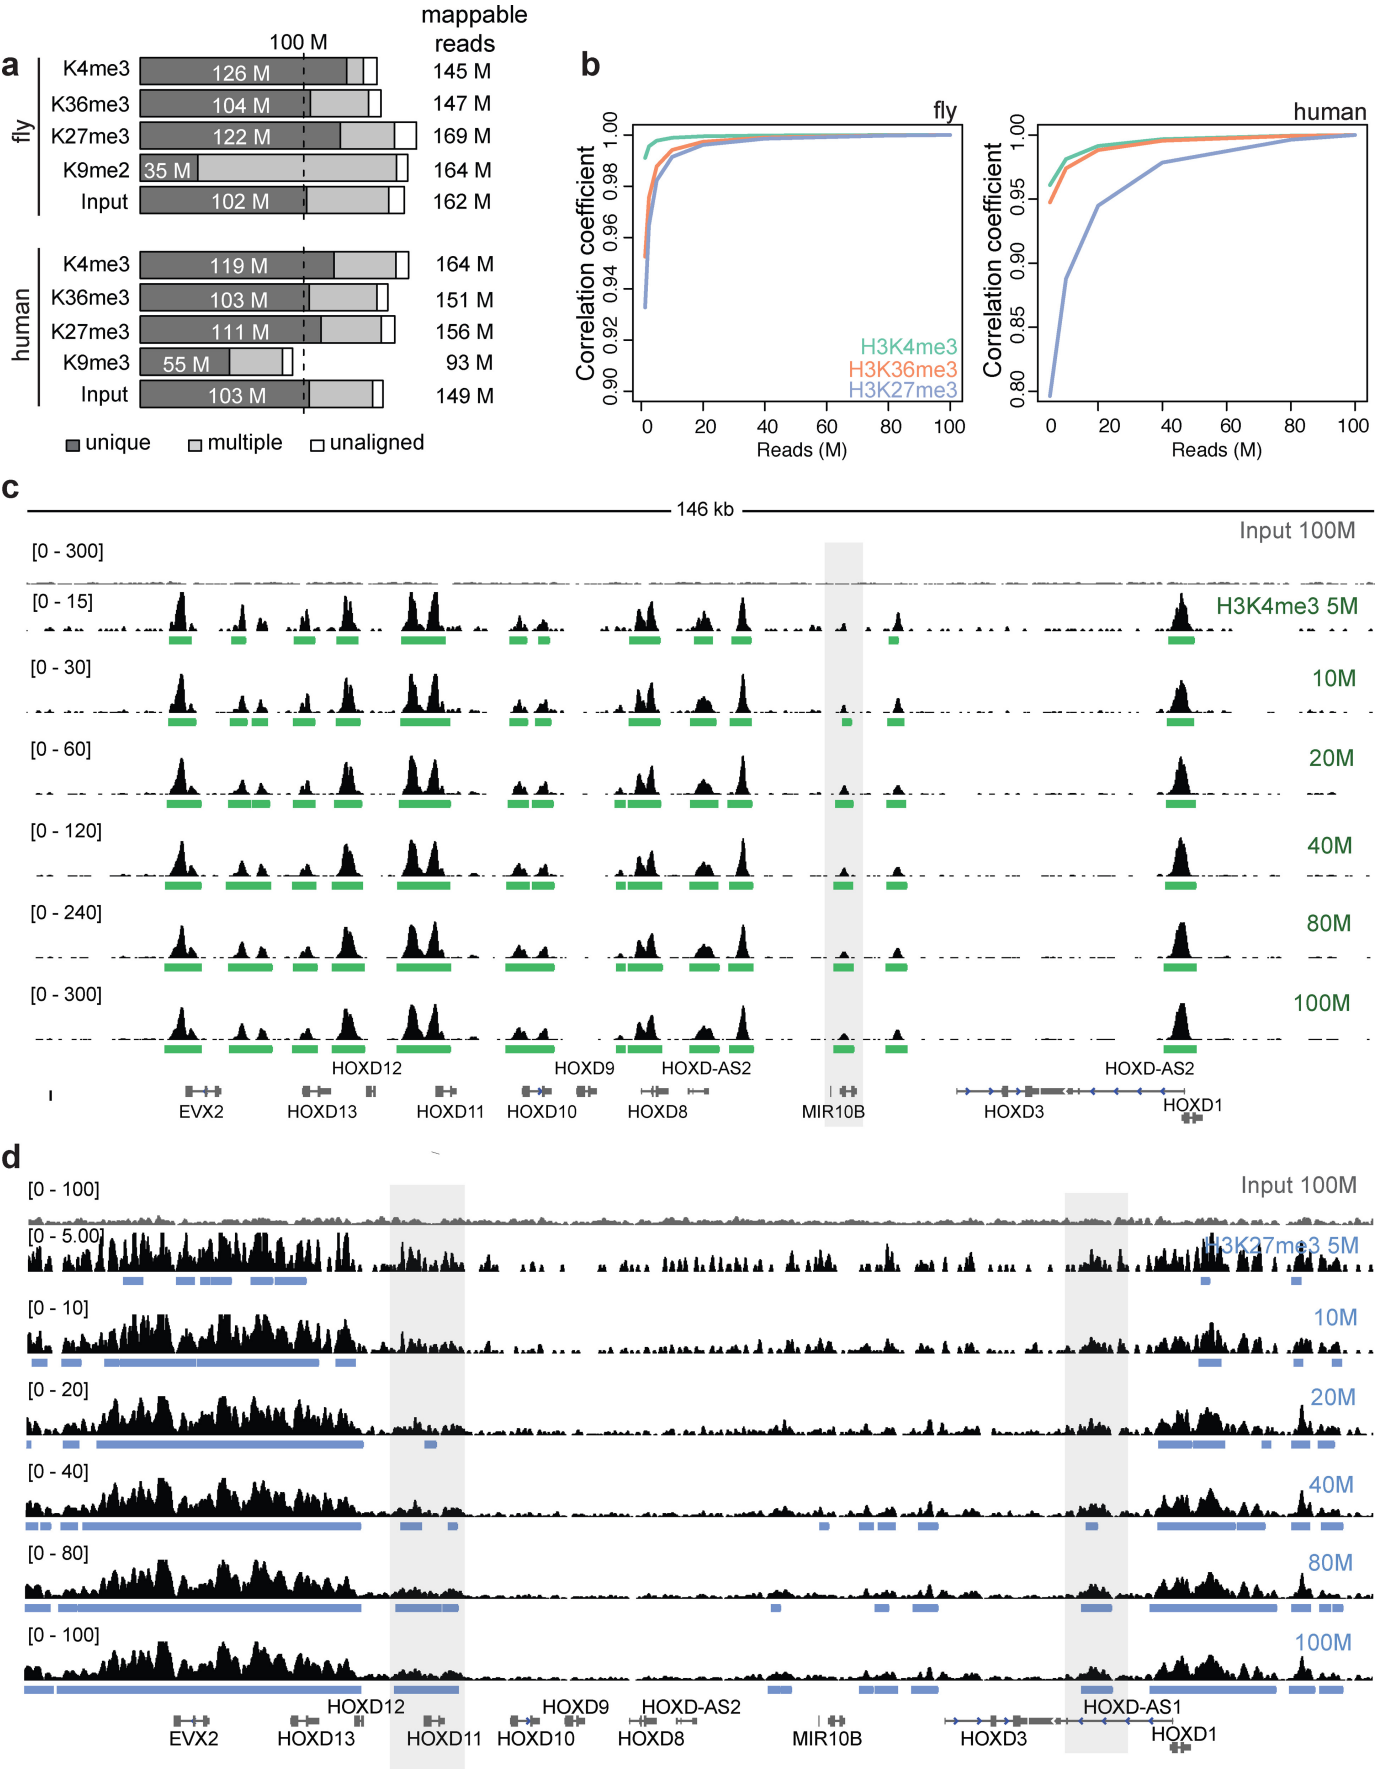 a
100 M
mappable
reads
fly
K4me3 126 M 145 M
K36me3 104 M 147 M
K27me3 122 M 169 M
K9me2 35 M 164 M
Input 102 M 162 M
human
K4me3 119 M 164 M
K36me3 103 M 151 M
K27me3 111 M 156 M
K9me3 55 M 93 M
Input 103 M 149 M
unique multiple unaligned
b
fly
Correlation coefficient
1.00
0.98
0.96
0.94
0.92
0.90
H3K4me3
H3K36me3
H3K27me3
0 20 40 60 80 100
Reads (M)
human
Correlation coefficient
1.00
0.95
0.90
0.85
0.80
0 20 40 60 80 100
Reads (M)
c
146 kb
Input 100M
[0 - 300]
[0 - 15] H3K4me3 5M
[0 - 30] 10M
[0 - 60] 20M
[0 - 120] 40M
[0 - 240] 80M
[0 - 300] 100M
HOXD12 HOXD9 HOXD-AS2 HOXD-AS2
EVX2 HOXD13 HOXD11 HOXD10 HOXD8 MIR10B HOXD3 HOXD1
d
[0 - 100] Input 100M
[0 - 5.00] H3K27me3 5M
[0 - 10] 10M
[0 - 20] 20M
[0 - 40] 40M
[0 - 80] 80M
[0 - 100] 100M
HOXD12 HOXD9 HOXD-AS2 HOXD-AS1
EVX2 HOXD13 HOXD11 HOXD10 HOXD8 MIR10B HOXD3 HOXD1